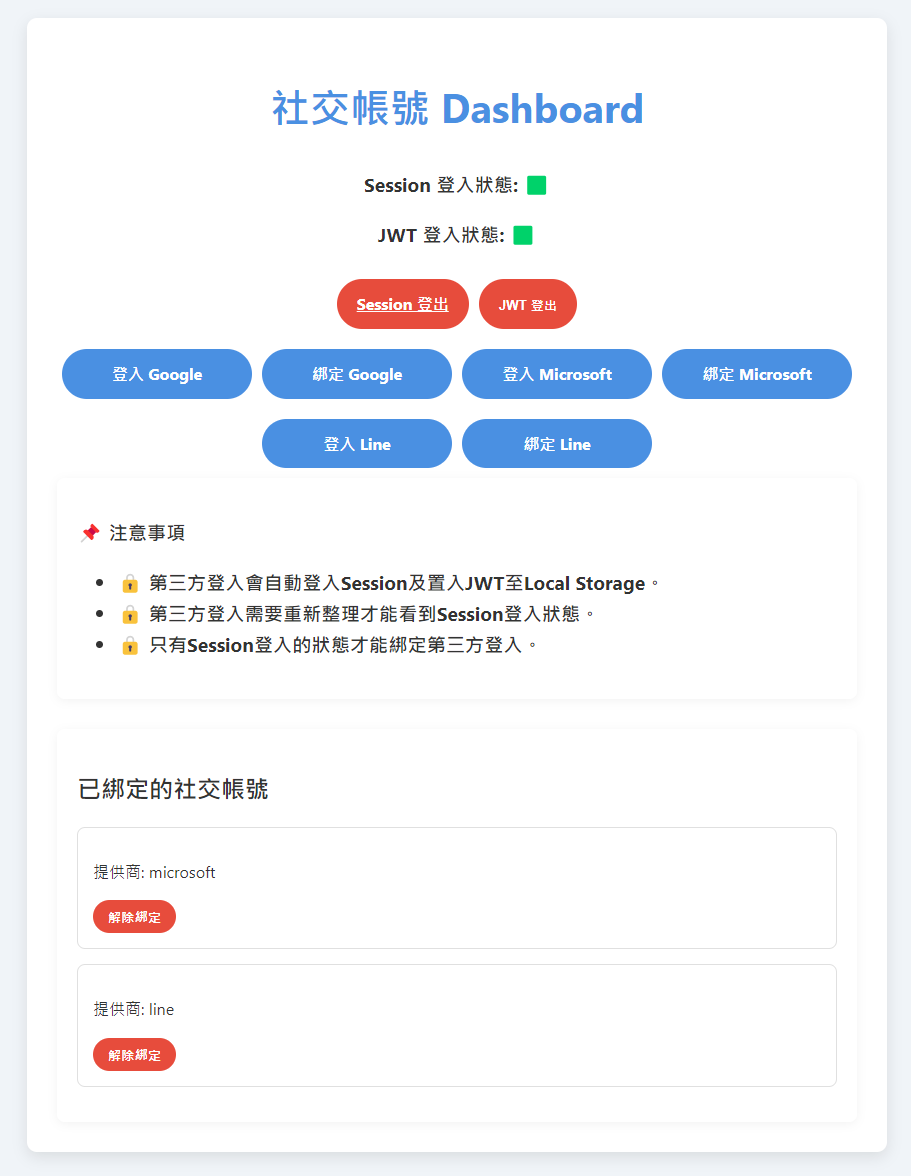 社交帳號 Dashboard
Session 登入狀態: 🟩
JWT 登入狀態: 🟩
Session 登出 JWT 登出
登入 Google 綁定 Google 登入 Microsoft 綁定 Microsoft
登入 Line 綁定 Line
📌 注意事項
• 🔒 第三方登入會自動登入Session及置入JWT至Local Storage。
• 🔒 第三方登入需要重新整理才能看到Session登入狀態。
• 🔒 只有Session登入的狀態才能綁定第三方登入。
已綁定的社交帳號
提供商: microsoft
解除綁定
提供商: line
解除綁定